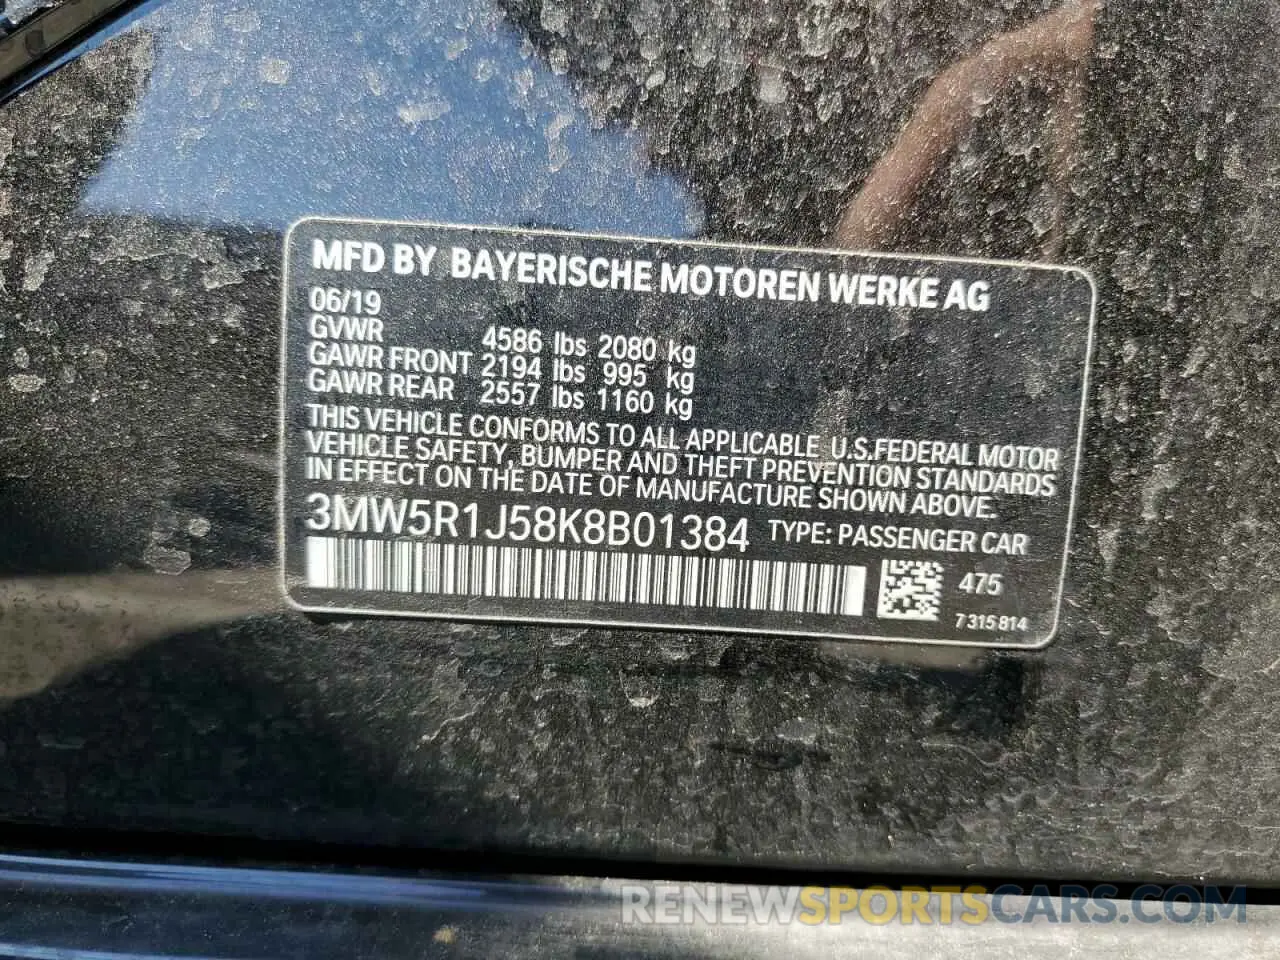 MFD BY BAYERISCHE MOTOREN WERKE AG
06/19
GVWR 4586 lbs 2080 kg
GAWR FRONT 2194 lbs 995 kg
GAWR REAR 2557 lbs 1160 kg
THIS VEHICLE CONFORMS TO ALL APPLICABLE U.S.FEDERAL MOTOR
VEHICLE SAFETY, BUMPER AND THEFT PREVENTION STANDARDS
IN EFFECT ON THE DATE OF MANUFACTURE SHOWN ABOVE.
3MW5R1J58K8B01384 TYPE: PASSENGER CAR
475
7 315 814
RENEWSPORTSCARS.COM